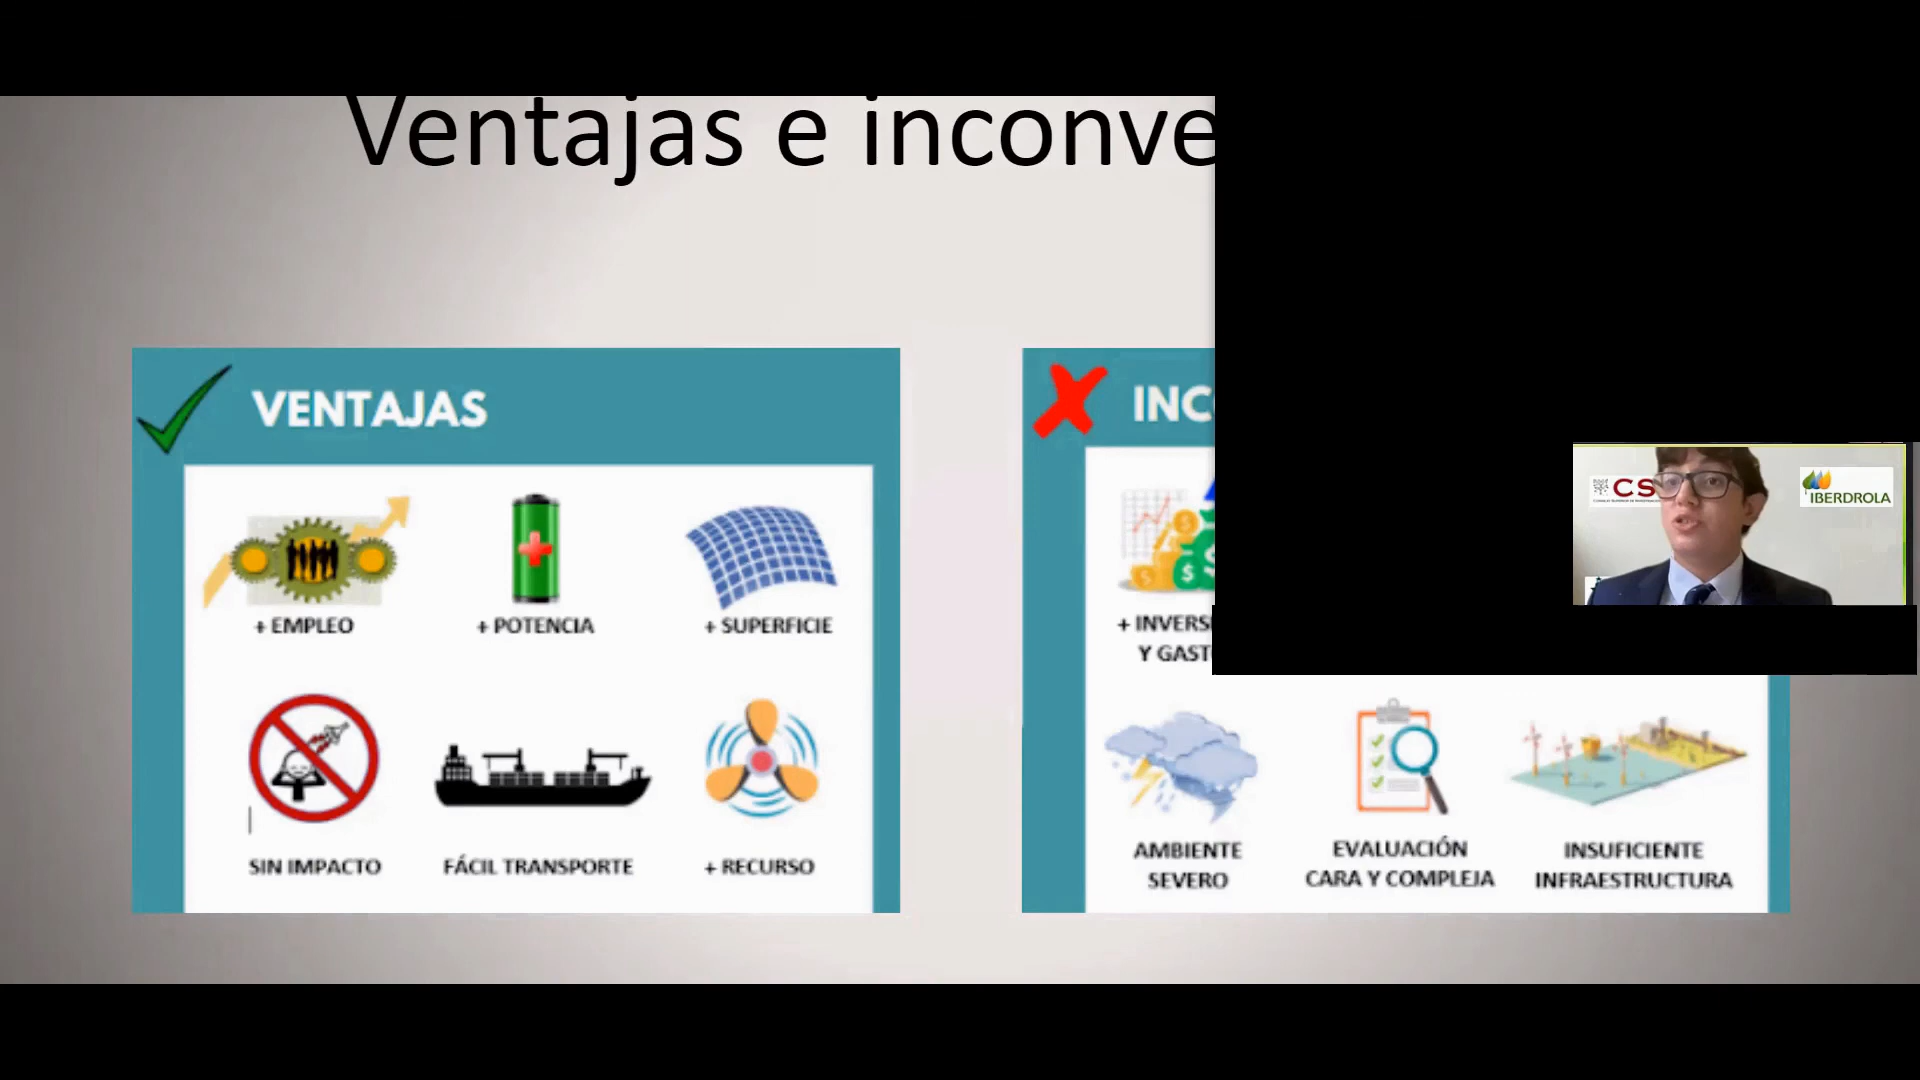 Ventajas e inconve
VENTAJAS
+ EMPLEO
+ POTENCIA
+ SUPERFICIE
SIN IMPACTO
FÁCIL TRANSPORTE
+ RECURSO
INC
+ INVERS
Y GAST
AMBIENTE
SEVERO
EVALUACIÓN
CARA Y COMPLEJA
INSUFICIENTE
INFRAESTRUCTURA
CS
IBERDROLA